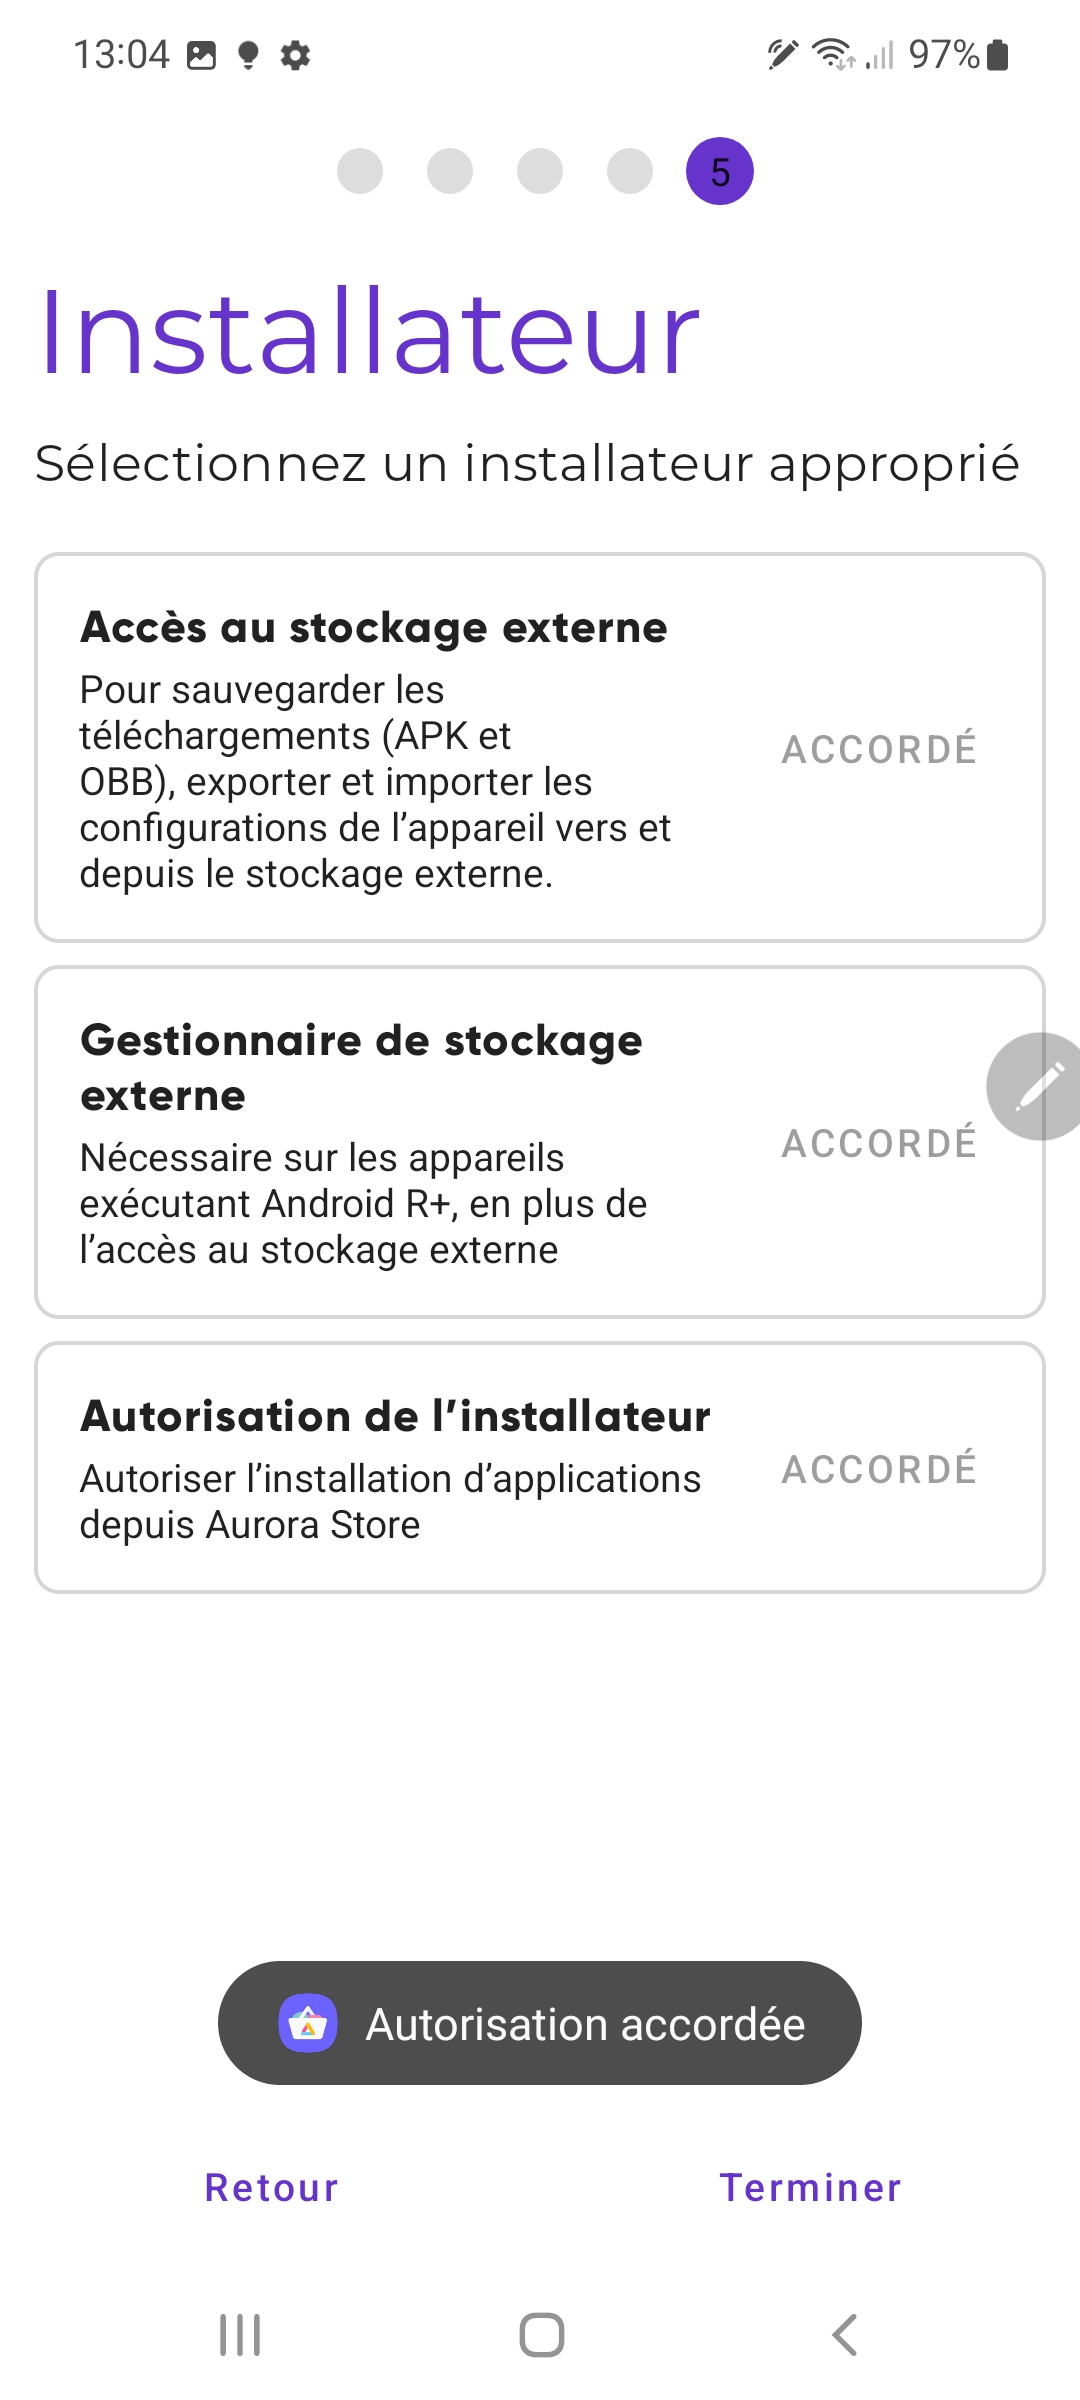 13:04 97%
5
Installateur
Sélectionnez un installateur approprié
Accès au stockage externe
Pour sauvegarder les
téléchargements (APK et
OBB), exporter et importer les
configurations de l’appareil vers et
depuis le stockage externe.
ACCORDÉ
Gestionnaire de stockage
externe
Nécessaire sur les appareils
exécutant Android R+, en plus de
l’accès au stockage externe
ACCORDÉ
Autorisation de l’installateur
Autoriser l’installation d’applications
depuis Aurora Store
ACCORDÉ
Autorisation accordée
Retour Terminer